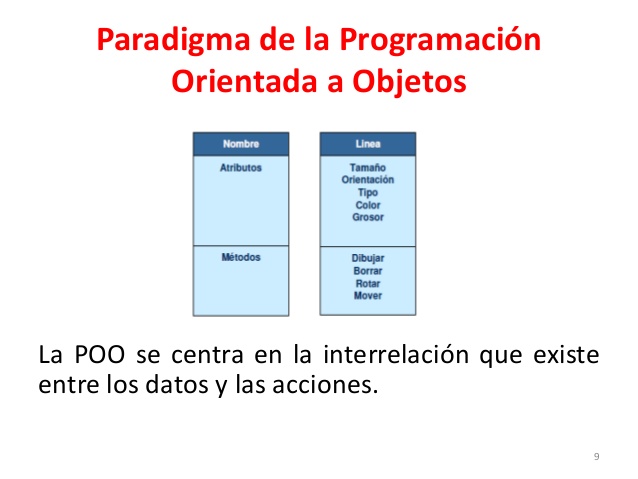 Paradigma de la Programación
Orientada a Objetos
Nombre
Atributos
Métodos
Linea
Tamaño
Orientación
Tipo
Color
Grosor
Dibujar
Borrar
Rotar
Mover
La POO se centra en la interrelación que existe
entre los datos y las acciones.
9